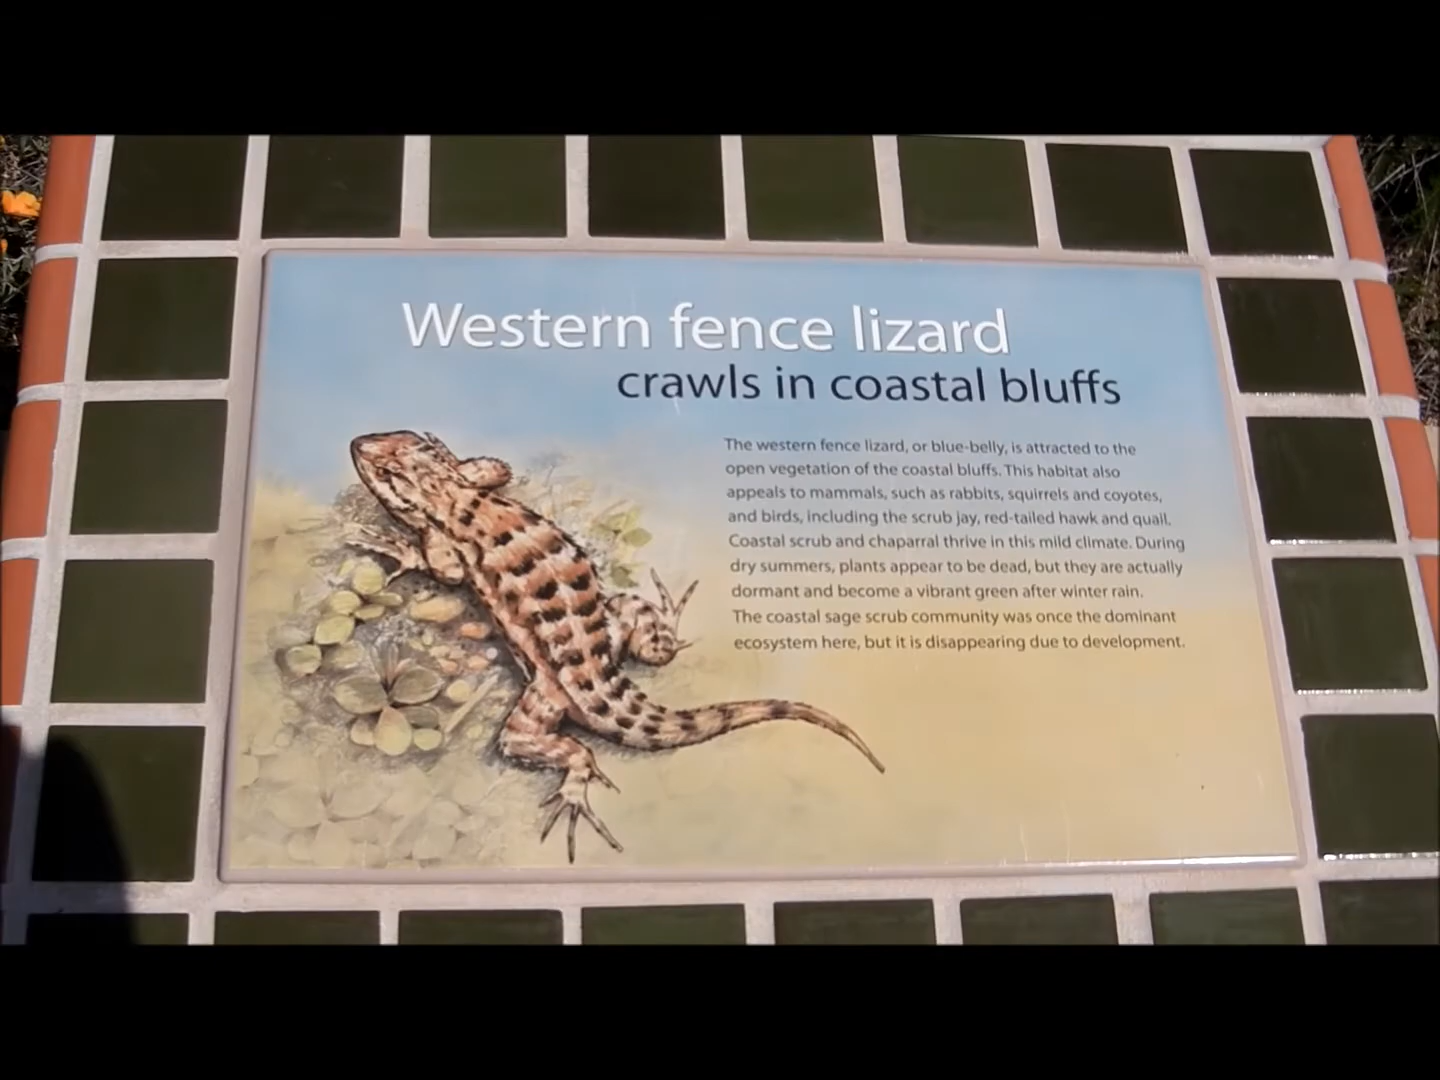 Western fence lizard
crawls in coastal bluffs
The western fence lizard, or blue-belly, is attracted to the
open vegetation of the coastal bluffs. This habitat also
appeals to mammals, such as rabbits, squirrels and coyotes,
and birds, including the scrub jay, red-tailed hawk and quail.
Coastal scrub and chaparral thrive in this mild climate. During
dry summers, plants appear to be dead, but they are actually
dormant and become a vibrant green after winter rain.
The coastal sage scrub community was once the dominant
ecosystem here, but it is disappearing due to development.